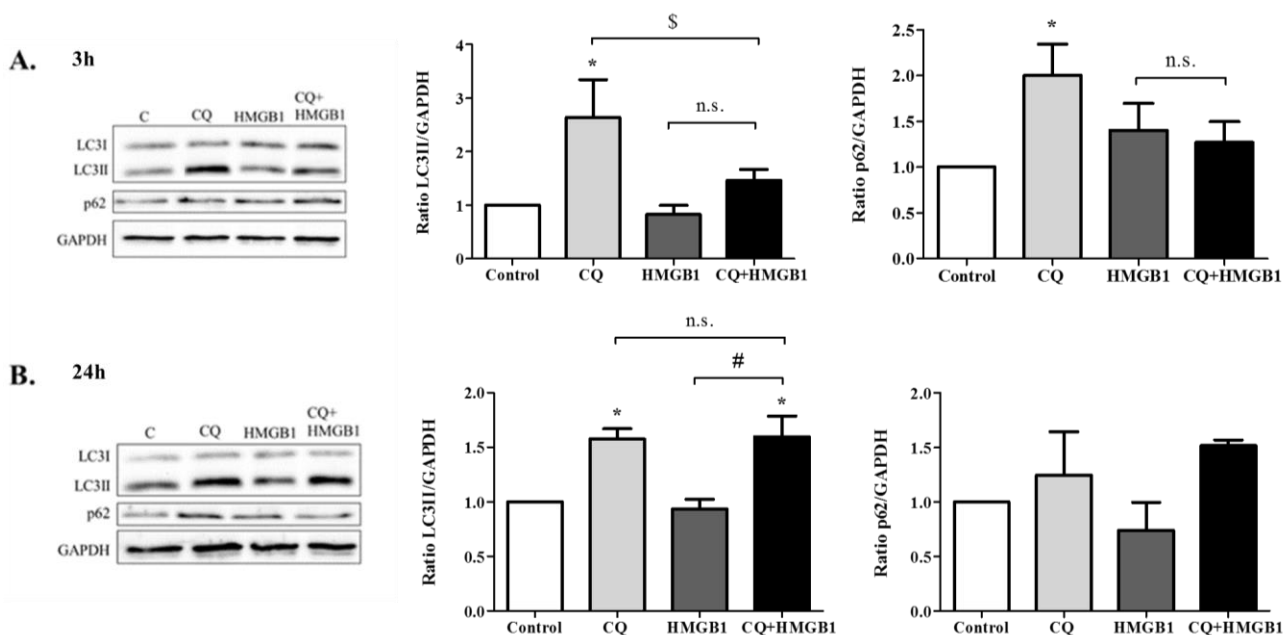 A. 3h
C CQ HMGB1 CQ+
HMGB1
LC3I
LC3II
p62
GAPDH
Ratio LC3II/GAPDH
4
3
2
1
0
$
*
n.s.
Control CQ HMGB1 CQ+HMGB1
Ratio p62/GAPDH
2.5
2.0
1.5
1.0
0.5
0.0
*
n.s.
Control CQ HMGB1 CQ+HMGB1
B. 24h
C CQ HMGB1 CQ+
HMGB1
LC3I
LC3II
p62
GAPDH
Ratio LC3II/GAPDH
2.0
1.5
1.0
0.5
0.0
n.s.
#
* *
Control CQ HMGB1 CQ+HMGB1
Ratio p62/GAPDH
2.0
1.5
1.0
0.5
0.0
Control CQ HMGB1 CQ+HMGB1